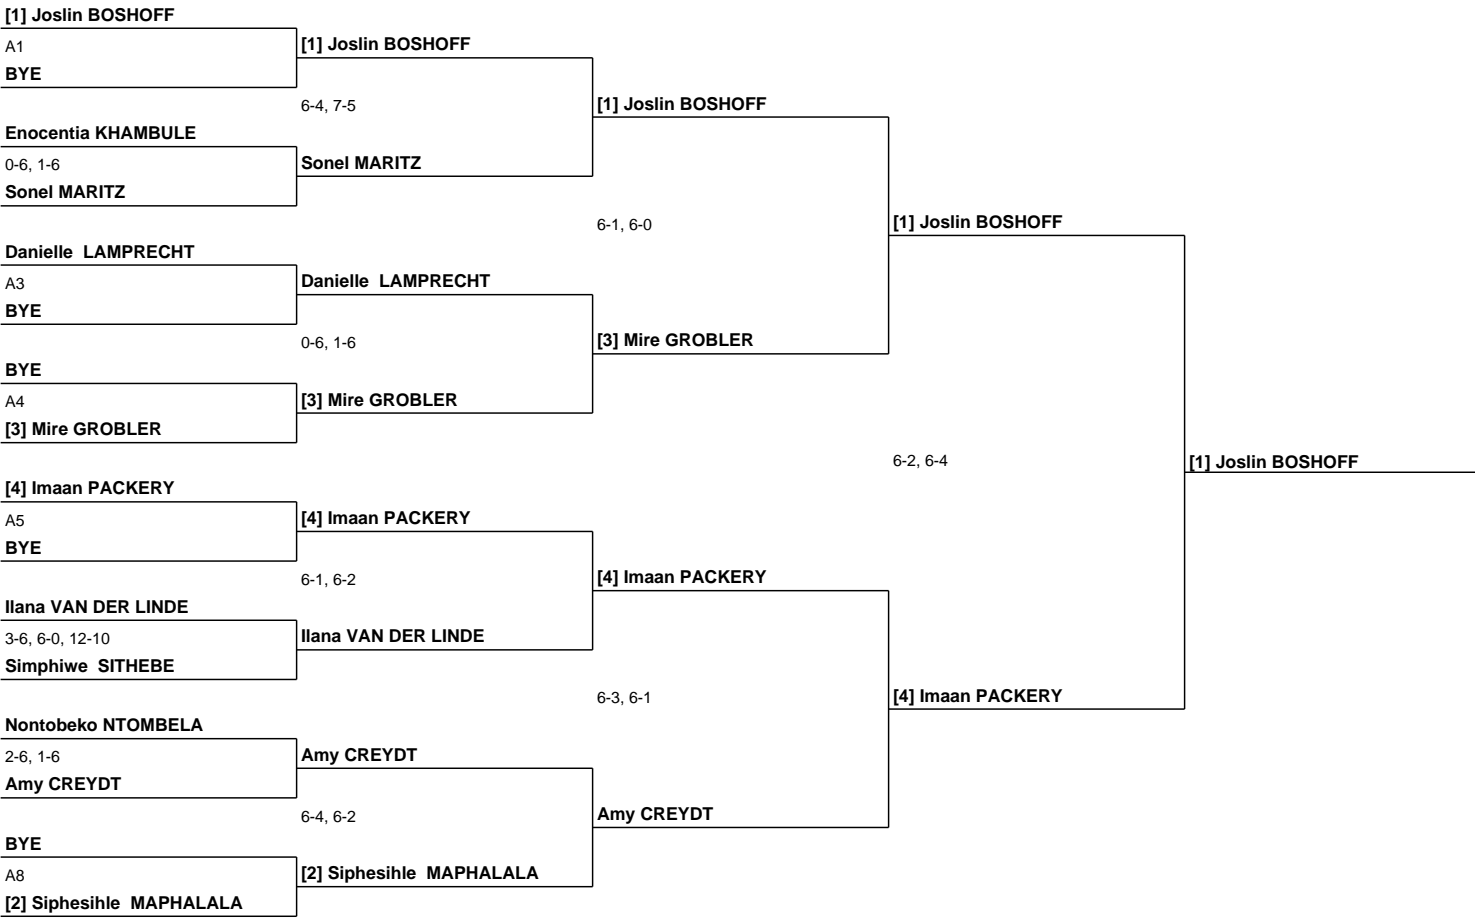 [1] Joslin BOSHOFF
A1
BYE
Enocentia KHAMBULE
0-6, 1-6
Sonel MARITZ
Danielle  LAMPRECHT
A3
BYE
BYE
A4
[3] Mire GROBLER
[4] Imaan PACKERY
A5
BYE
Ilana VAN DER LINDE
3-6, 6-0, 12-10
Simphiwe  SITHEBE
Nontobeko NTOMBELA
2-6, 1-6
Amy CREYDT
BYE
A8
[2] Siphesihle  MAPHALALA
[1] Joslin BOSHOFF
6-4, 7-5
Sonel MARITZ
Danielle  LAMPRECHT
0-6, 1-6
[3] Mire GROBLER
[4] Imaan PACKERY
6-1, 6-2
Ilana VAN DER LINDE
Amy CREYDT
6-4, 6-2
[2] Siphesihle  MAPHALALA
[1] Joslin BOSHOFF
6-1, 6-0
[3] Mire GROBLER
[4] Imaan PACKERY
6-3, 6-1
Amy CREYDT
[1] Joslin BOSHOFF
6-2, 6-4
[4] Imaan PACKERY
[1] Joslin BOSHOFF